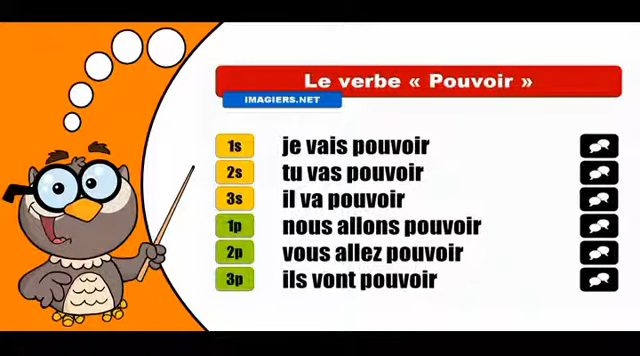 Le verbe « Pouvoir »
IMAGIERS.NET
1s je vais pouvoir
2s tu vas pouvoir
3s il va pouvoir
1p nous allons pouvoir
2p vous allez pouvoir
3p ils vont pouvoir